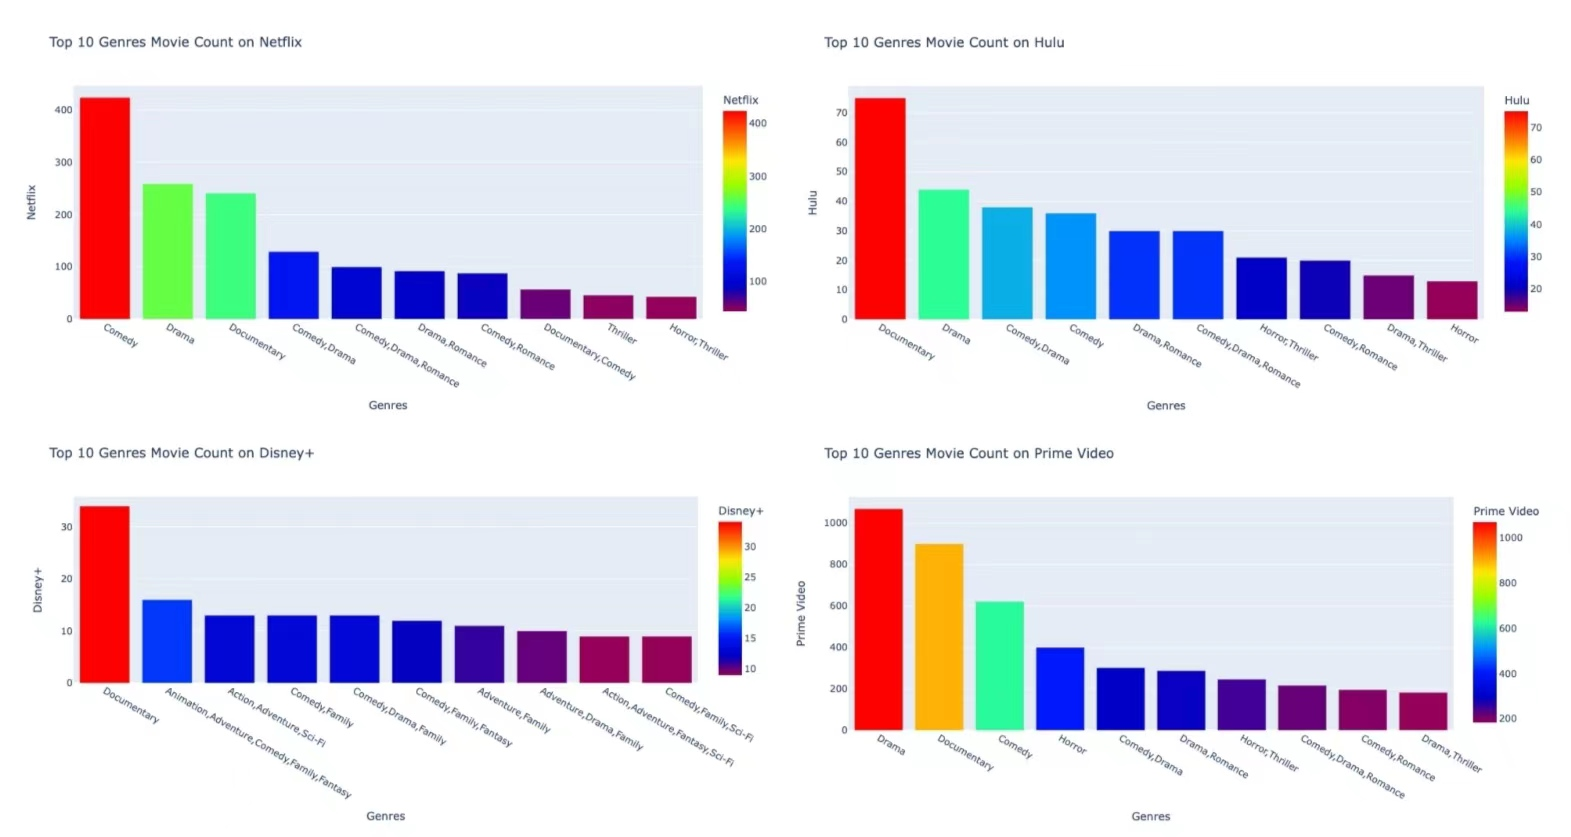 Top 10 Genres Movie Count on Netflix
Netflix
400
300
200
100
0
Comedy
Drama
Documentary
Comedy,Drama
Comedy,Drama,Romance
Drama,Romance
Comedy,Romance
Documentary,Comedy
Thriller
Horror,Thriller
Genres
Netflix
400
300
200
100
Top 10 Genres Movie Count on Hulu
Hulu
70
60
50
40
30
20
10
0
Documentary
Drama
Comedy,Drama
Comedy
Drama,Romance
Comedy,Drama,Romance
Horror,Thriller
Comedy,Romance
Drama,Thriller
Horror
Genres
Hulu
70
60
50
40
30
20
Top 10 Genres Movie Count on Disney+
Disney+
30
20
10
0
Documentary
Animation,Adventure,Comedy,Family,Fantasy
Action,Adventure,Sci-Fi
Comedy,Family
Comedy,Drama,Family
Comedy,Family,Fantasy
Adventure,Family
Adventure,Drama,Family
Action,Adventure,Fantasy,Sci-Fi
Comedy,Family,Sci-Fi
Genres
Disney+
30
25
20
15
10
Top 10 Genres Movie Count on Prime Video
Prime Video
1000
800
600
400
200
0
Drama
Documentary
Comedy
Horror
Comedy,Drama
Drama,Romance
Horror,Thriller
Comedy,Drama,Romance
Comedy,Romance
Drama,Thriller
Genres
Prime Video
1000
800
600
400
200